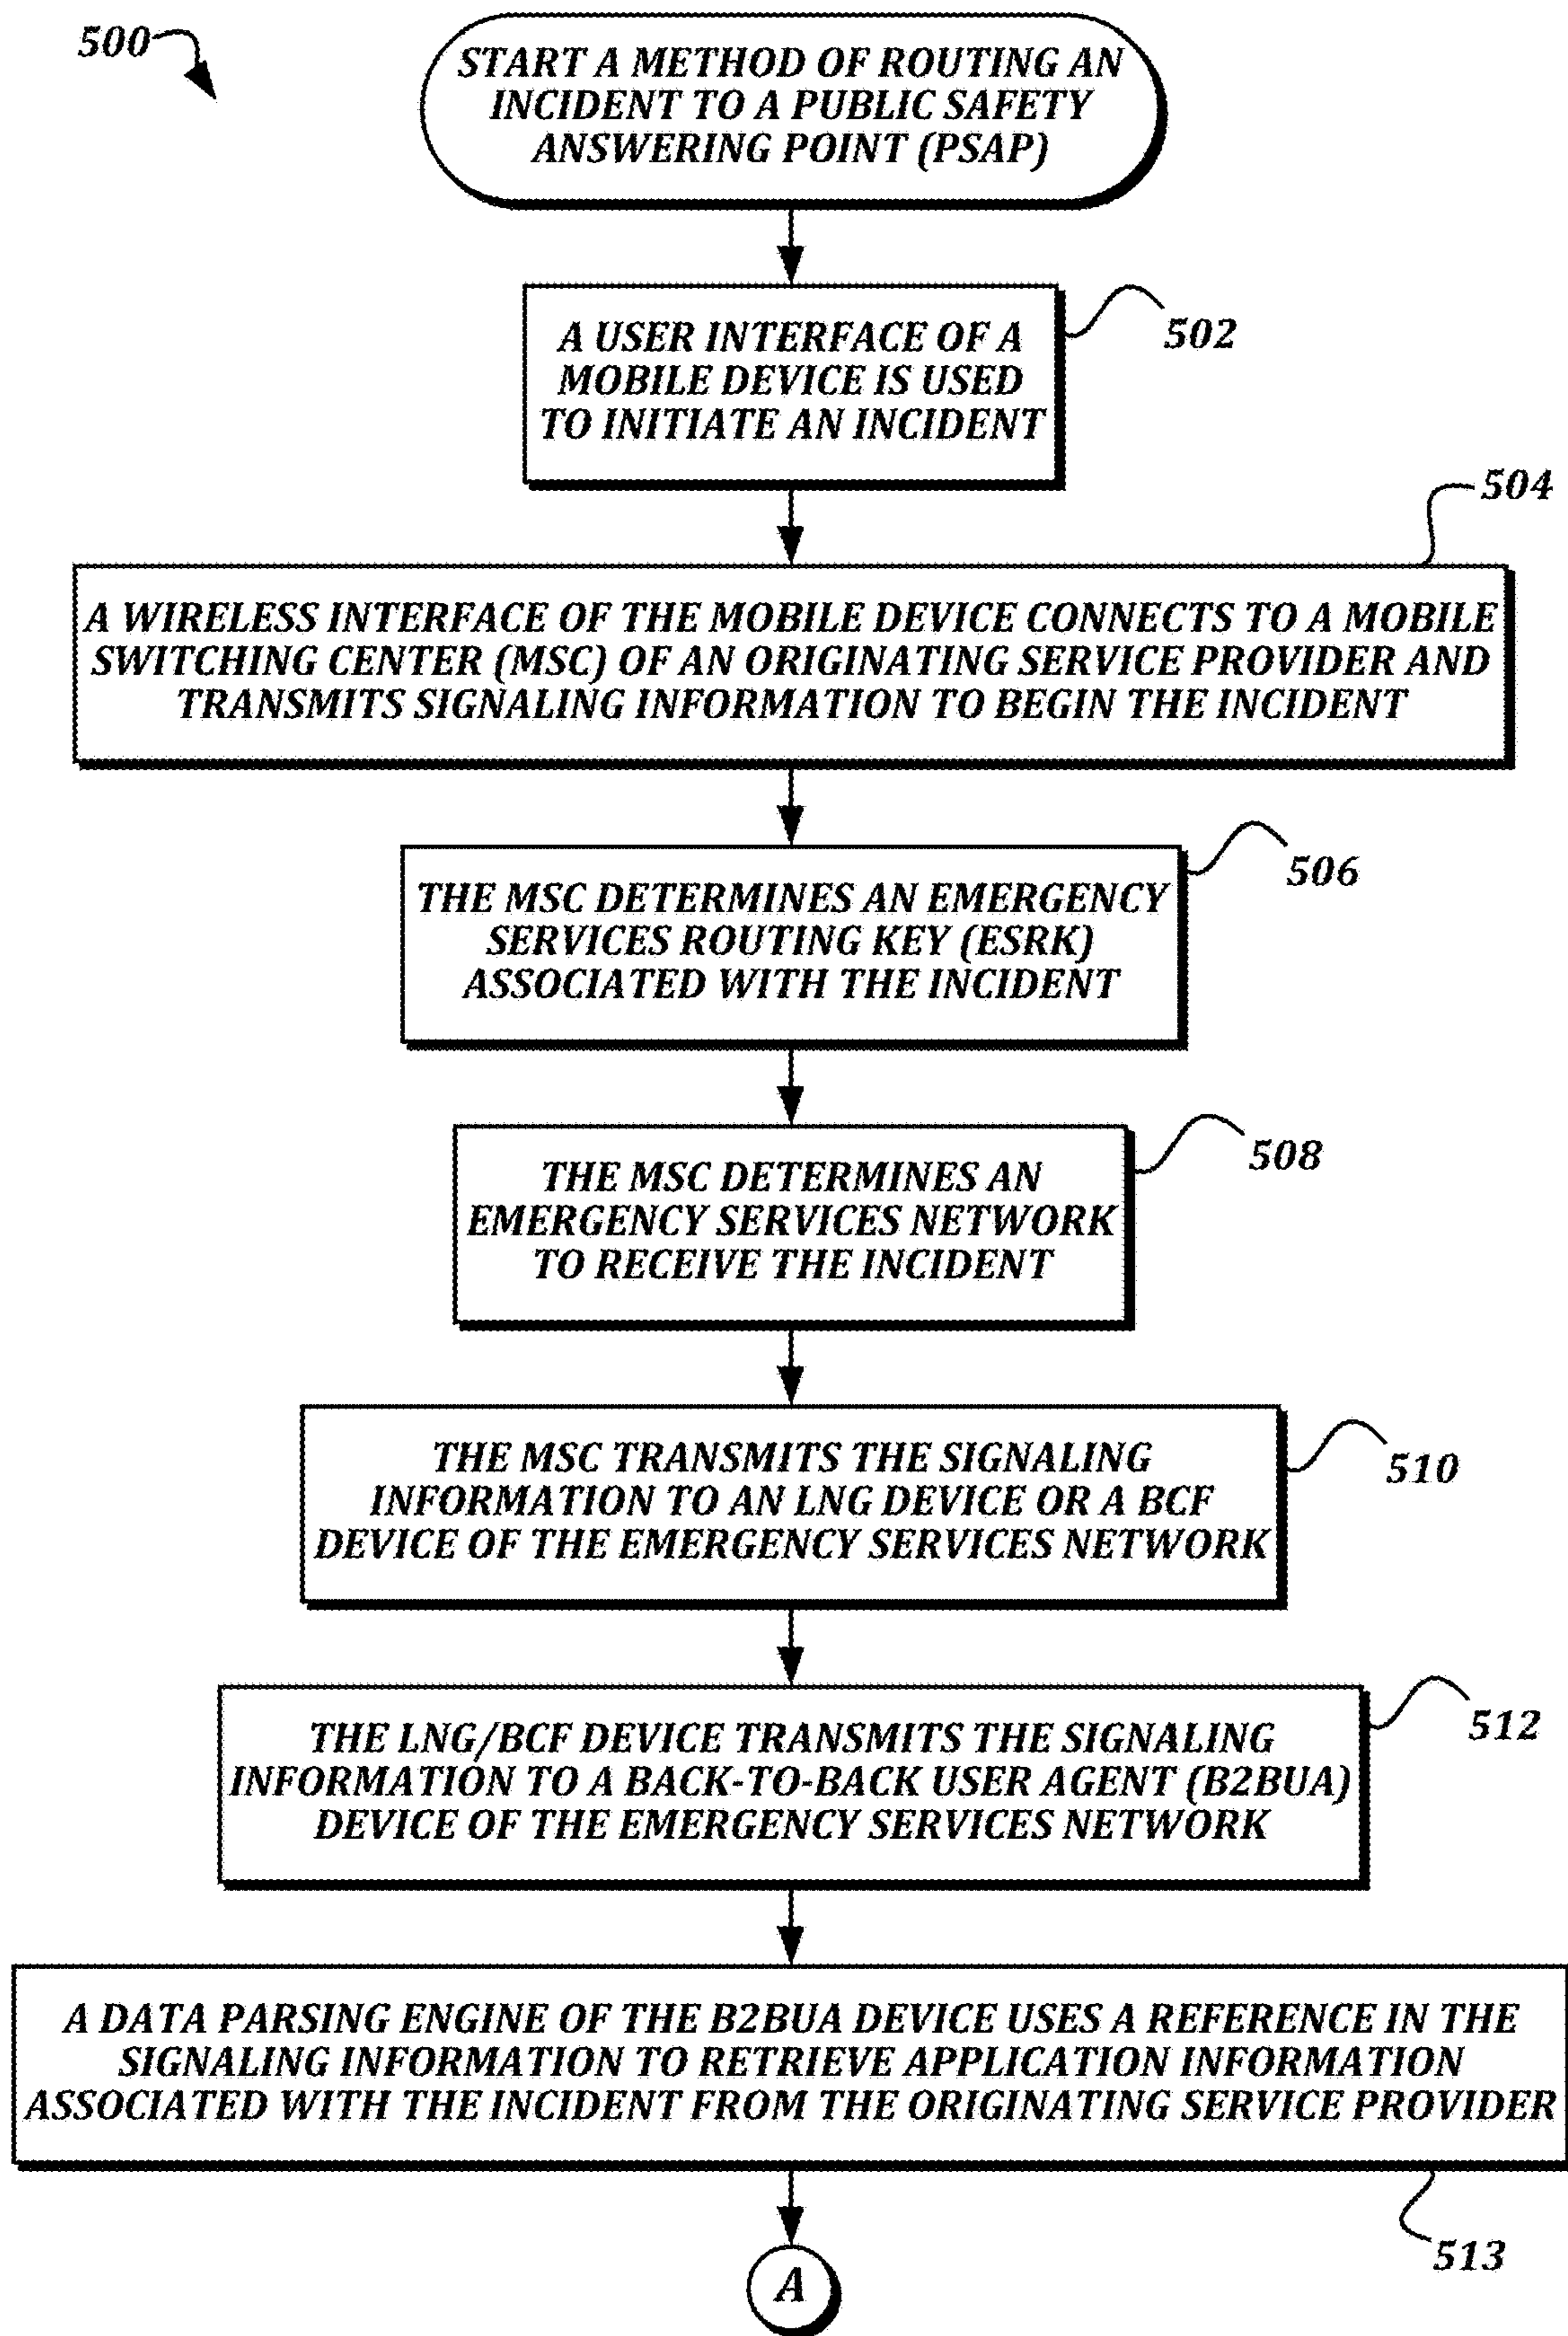 500
START A METHOD OF ROUTING AN
INCIDENT TO A PUBLIC SAFETY
ANSWERING POINT (PSAP)
A USER INTERFACE OF A
MOBILE DEVICE IS USED
TO INITIATE AN INCIDENT
502
504
A WIRELESS INTERFACE OF THE MOBILE DEVICE CONNECTS TO A MOBILE
SWITCHING CENTER (MSC) OF AN ORIGINATING SERVICE PROVIDER AND
TRANSMITS SIGNALING INFORMATION TO BEGIN THE INCIDENT
THE MSC DETERMINES AN EMERGENCY
SERVICES ROUTING KEY (ESRK)
ASSOCIATED WITH THE INCIDENT
506
THE MSC DETERMINES AN
EMERGENCY SERVICES NETWORK
TO RECEIVE THE INCIDENT
508
THE MSC TRANSMITS THE SIGNALING
INFORMATION TO AN LNG DEVICE OR A BCF
DEVICE OF THE EMERGENCY SERVICES NETWORK
510
THE LNG/BCF DEVICE TRANSMITS THE SIGNALING
INFORMATION TO A BACK-TO-BACK USER AGENT (B2BUA)
DEVICE OF THE EMERGENCY SERVICES NETWORK
512
A DATA PARSING ENGINE OF THE B2BUA DEVICE USES A REFERENCE IN THE
SIGNALING INFORMATION TO RETRIEVE APPLICATION INFORMATION
ASSOCIATED WITH THE INCIDENT FROM THE ORIGINATING SERVICE PROVIDER
513
A